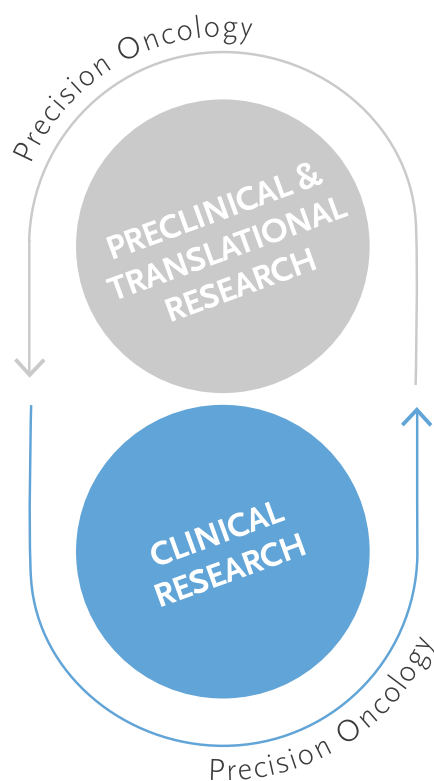 Precision Oncology
PRECLINICAL &
TRANSLATIONAL
RESEARCH
CLINICAL
RESEARCH
Precision Oncology